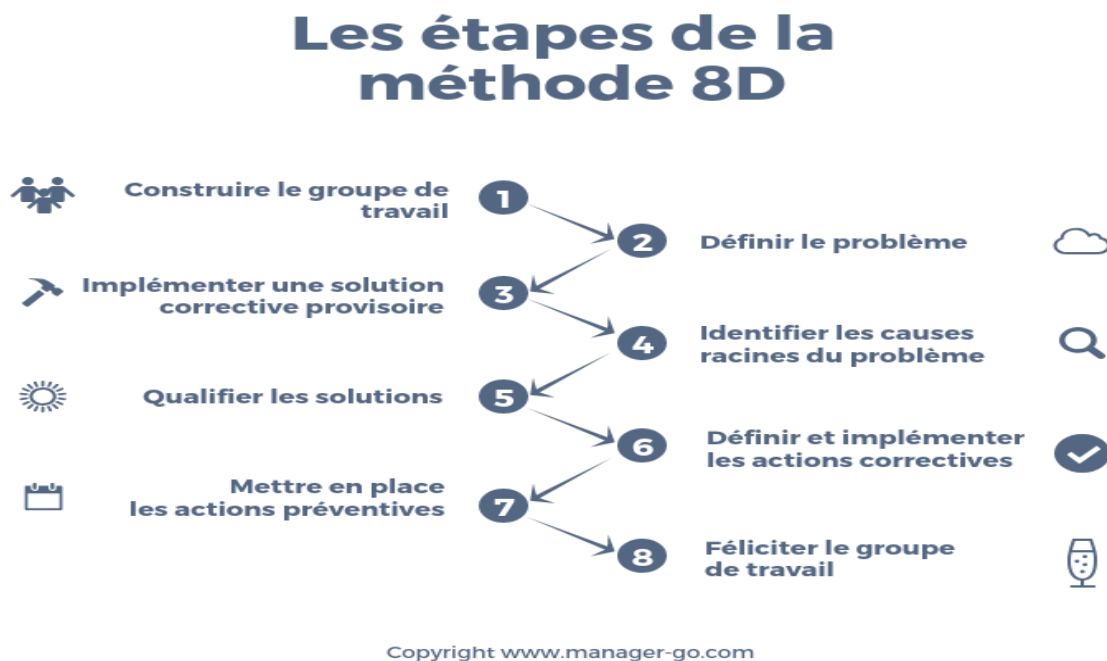 Les étapes de la
méthode 8D
Construire le groupe de
travail
1
2
Définir le problème
Implémenter une solution
corrective provisoire
3
4
Identifier les causes
racines du problème
Qualifier les solutions
5
6
Définir et implémenter
les actions correctives
Mettre en place
les actions préventives
7
8
Féliciter le groupe
de travail
Copyright www.manager-go.com